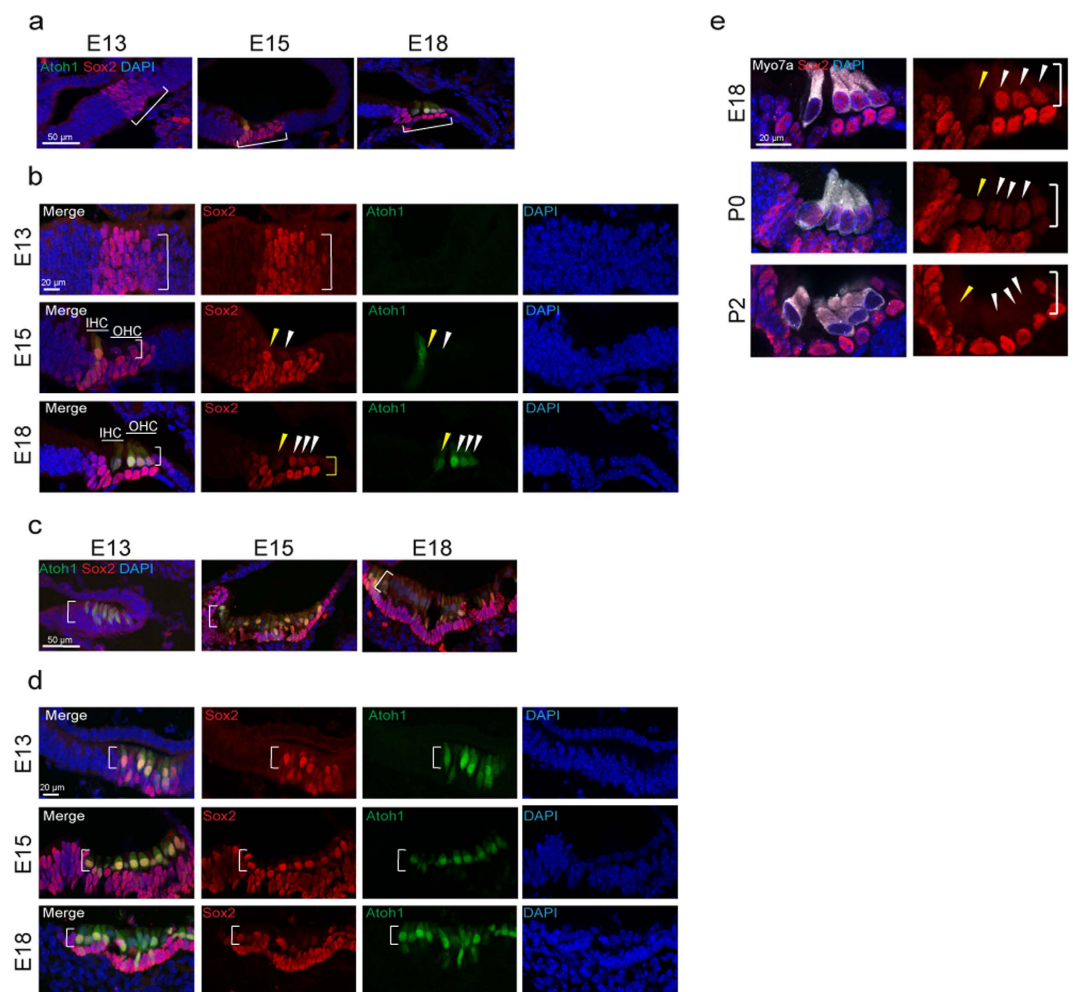 a
E13 E15 E18
Atoh1 Sox2 DAPI
50 µm
b
E13
Merge Sox2 Atoh1 DAPI
20 µm
E15
Merge Sox2 Atoh1 DAPI
IHC OHC
E18
Merge Sox2 Atoh1 DAPI
IHC OHC
c
E13 E15 E18
Atoh1 Sox2 DAPI
50 µm
d
E13
Merge Sox2 Atoh1 DAPI
20 µm
E15
Merge Sox2 Atoh1 DAPI
E18
Merge Sox2 Atoh1 DAPI
e
E18
Myo7a Sox2 DAPI
20 µm
P0
P2